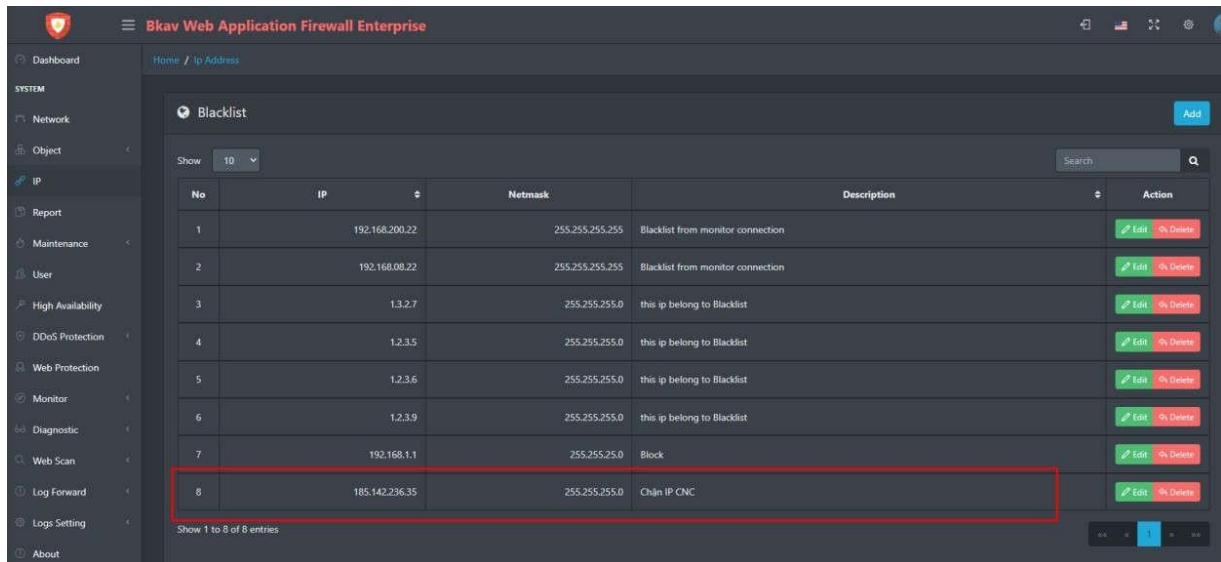 Bkav Web Application Firewall Enterprise
Dashboard
Home / Ip Address
SYSTEM
Network
Object
IP
Report
Maintenance
User
High Availability
DDoS Protection
Web Protection
Monitor
Diagnostic
Web Scan
Log Forward
Logs Setting
About
Blacklist
Add
Show 10
Search
No IP Netmask Description Action
1 192.168.200.22 255.255.255.255 Blacklist from monitor connection Edit Delete
2 192.168.08.22 255.255.255.255 Blacklist from monitor connection Edit Delete
3 1.3.2.7 255.255.255.0 this ip belong to Blacklist Edit Delete
4 1.2.3.5 255.255.255.0 this ip belong to Blacklist Edit Delete
5 1.2.3.6 255.255.255.0 this ip belong to Blacklist Edit Delete
6 1.2.3.9 255.255.255.0 this ip belong to Blacklist Edit Delete
7 192.168.1.1 255.255.25.0 Block Edit Delete
8 185.142.236.35 255.255.255.0 Chặn IP CNC Edit Delete
Show 1 to 8 of 8 entries
«« « 1 » »»